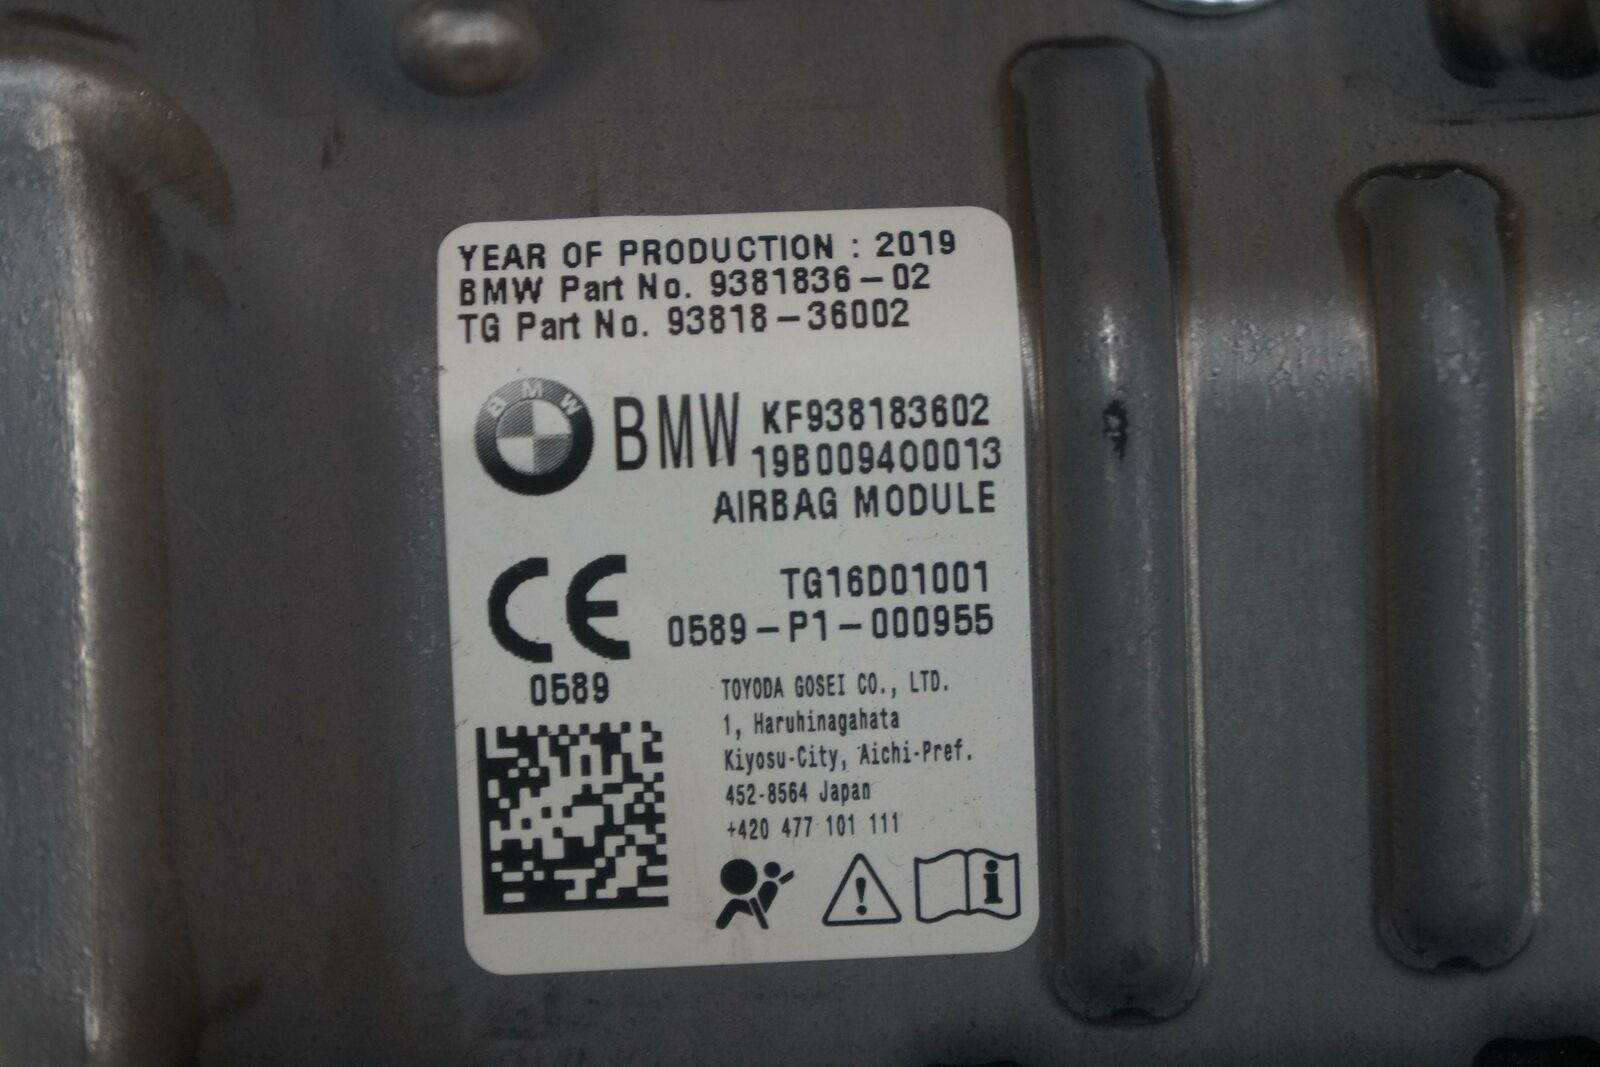 YEAR OF PRODUCTION : 2019
BMW Part No. 9381836-02
TG Part No. 93818-36002
BMW
BMW
KF938183602
19B009400013
AIRBAG MODULE
CE
0589
TG16D01001
0589-P1-000955
TOYODA GOSEI CO., LTD.
1, Haruhinagahata
Kiyosu-City, Aichi-Pref.
452-8564 Japan
+420 477 101 111
i